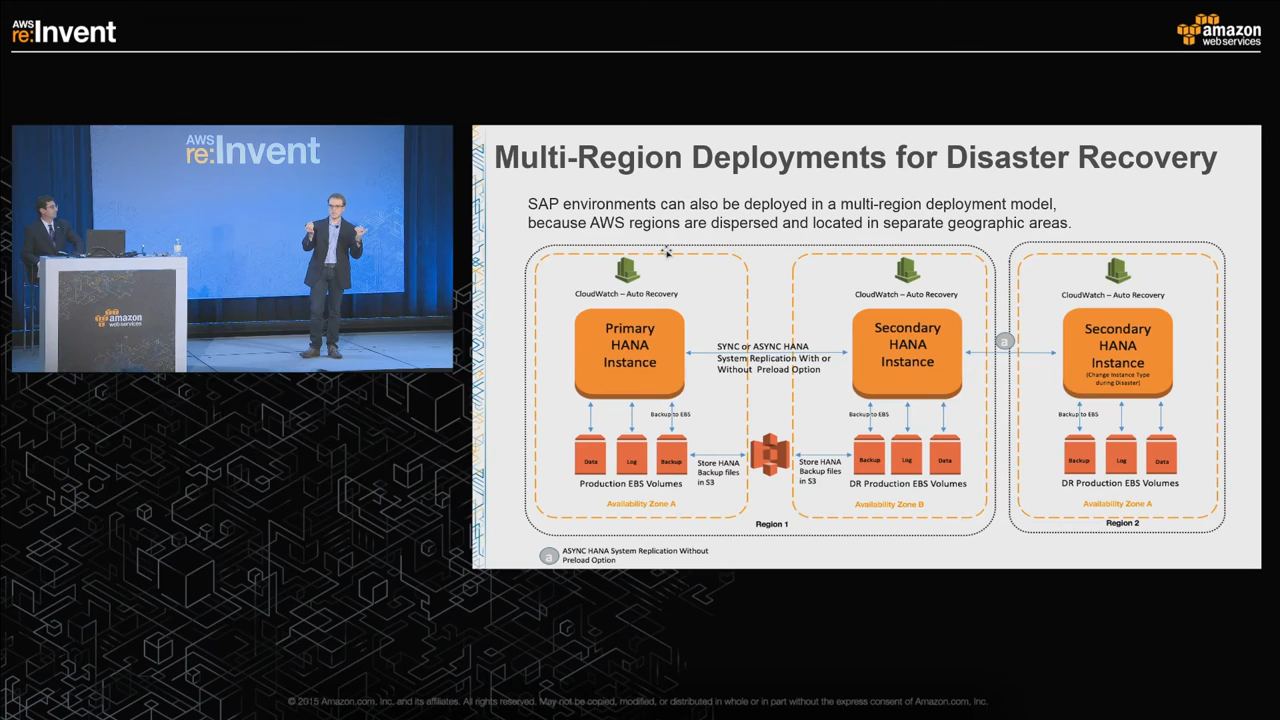 AWS
re:Invent
amazon
web services
AWS
re:Invent
amazon
web services
Multi-Region Deployments for Disaster Recovery
SAP environments can also be deployed in a multi-region deployment model,
because AWS regions are dispersed and located in separate geographic areas.
CloudWatch – Auto Recovery
Primary
HANA
Instance
SYNC or ASYNC HANA
System Replication With or
Without Preload Option
CloudWatch – Auto Recovery
Secondary
HANA
Instance
a
CloudWatch – Auto Recovery
Secondary
HANA
Instance
(Change Instance Type
during Disaster)
Backup to EBS
Data
Log
Backup
Production EBS Volumes
Availability Zone A
Store HANA
Backup files
in S3
Store HANA
Backup files
in S3
Backup to EBS
Backup
Log
Data
DR Production EBS Volumes
Availability Zone B
Region 1
Backup to EBS
Backup
Log
Data
DR Production EBS Volumes
Availability Zone A
Region 2
a
ASYNC HANA System Replication Without
Preload Option
© 2015 Amazon.com, Inc. and its affiliates. All rights reserved. May not be copied, modified, or distributed in whole or in part without the express consent of Amazon.com, Inc.